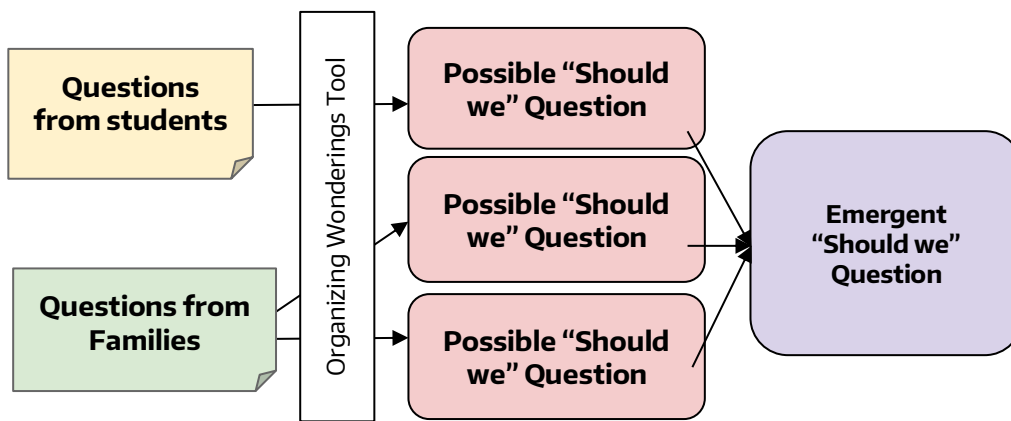 Questions
from students
Questions from
Families
Organizing Wonderings Tool
Possible “Should
we” Question
Possible “Should
we” Question
Possible “Should
we” Question
Emergent
“Should we”
Question